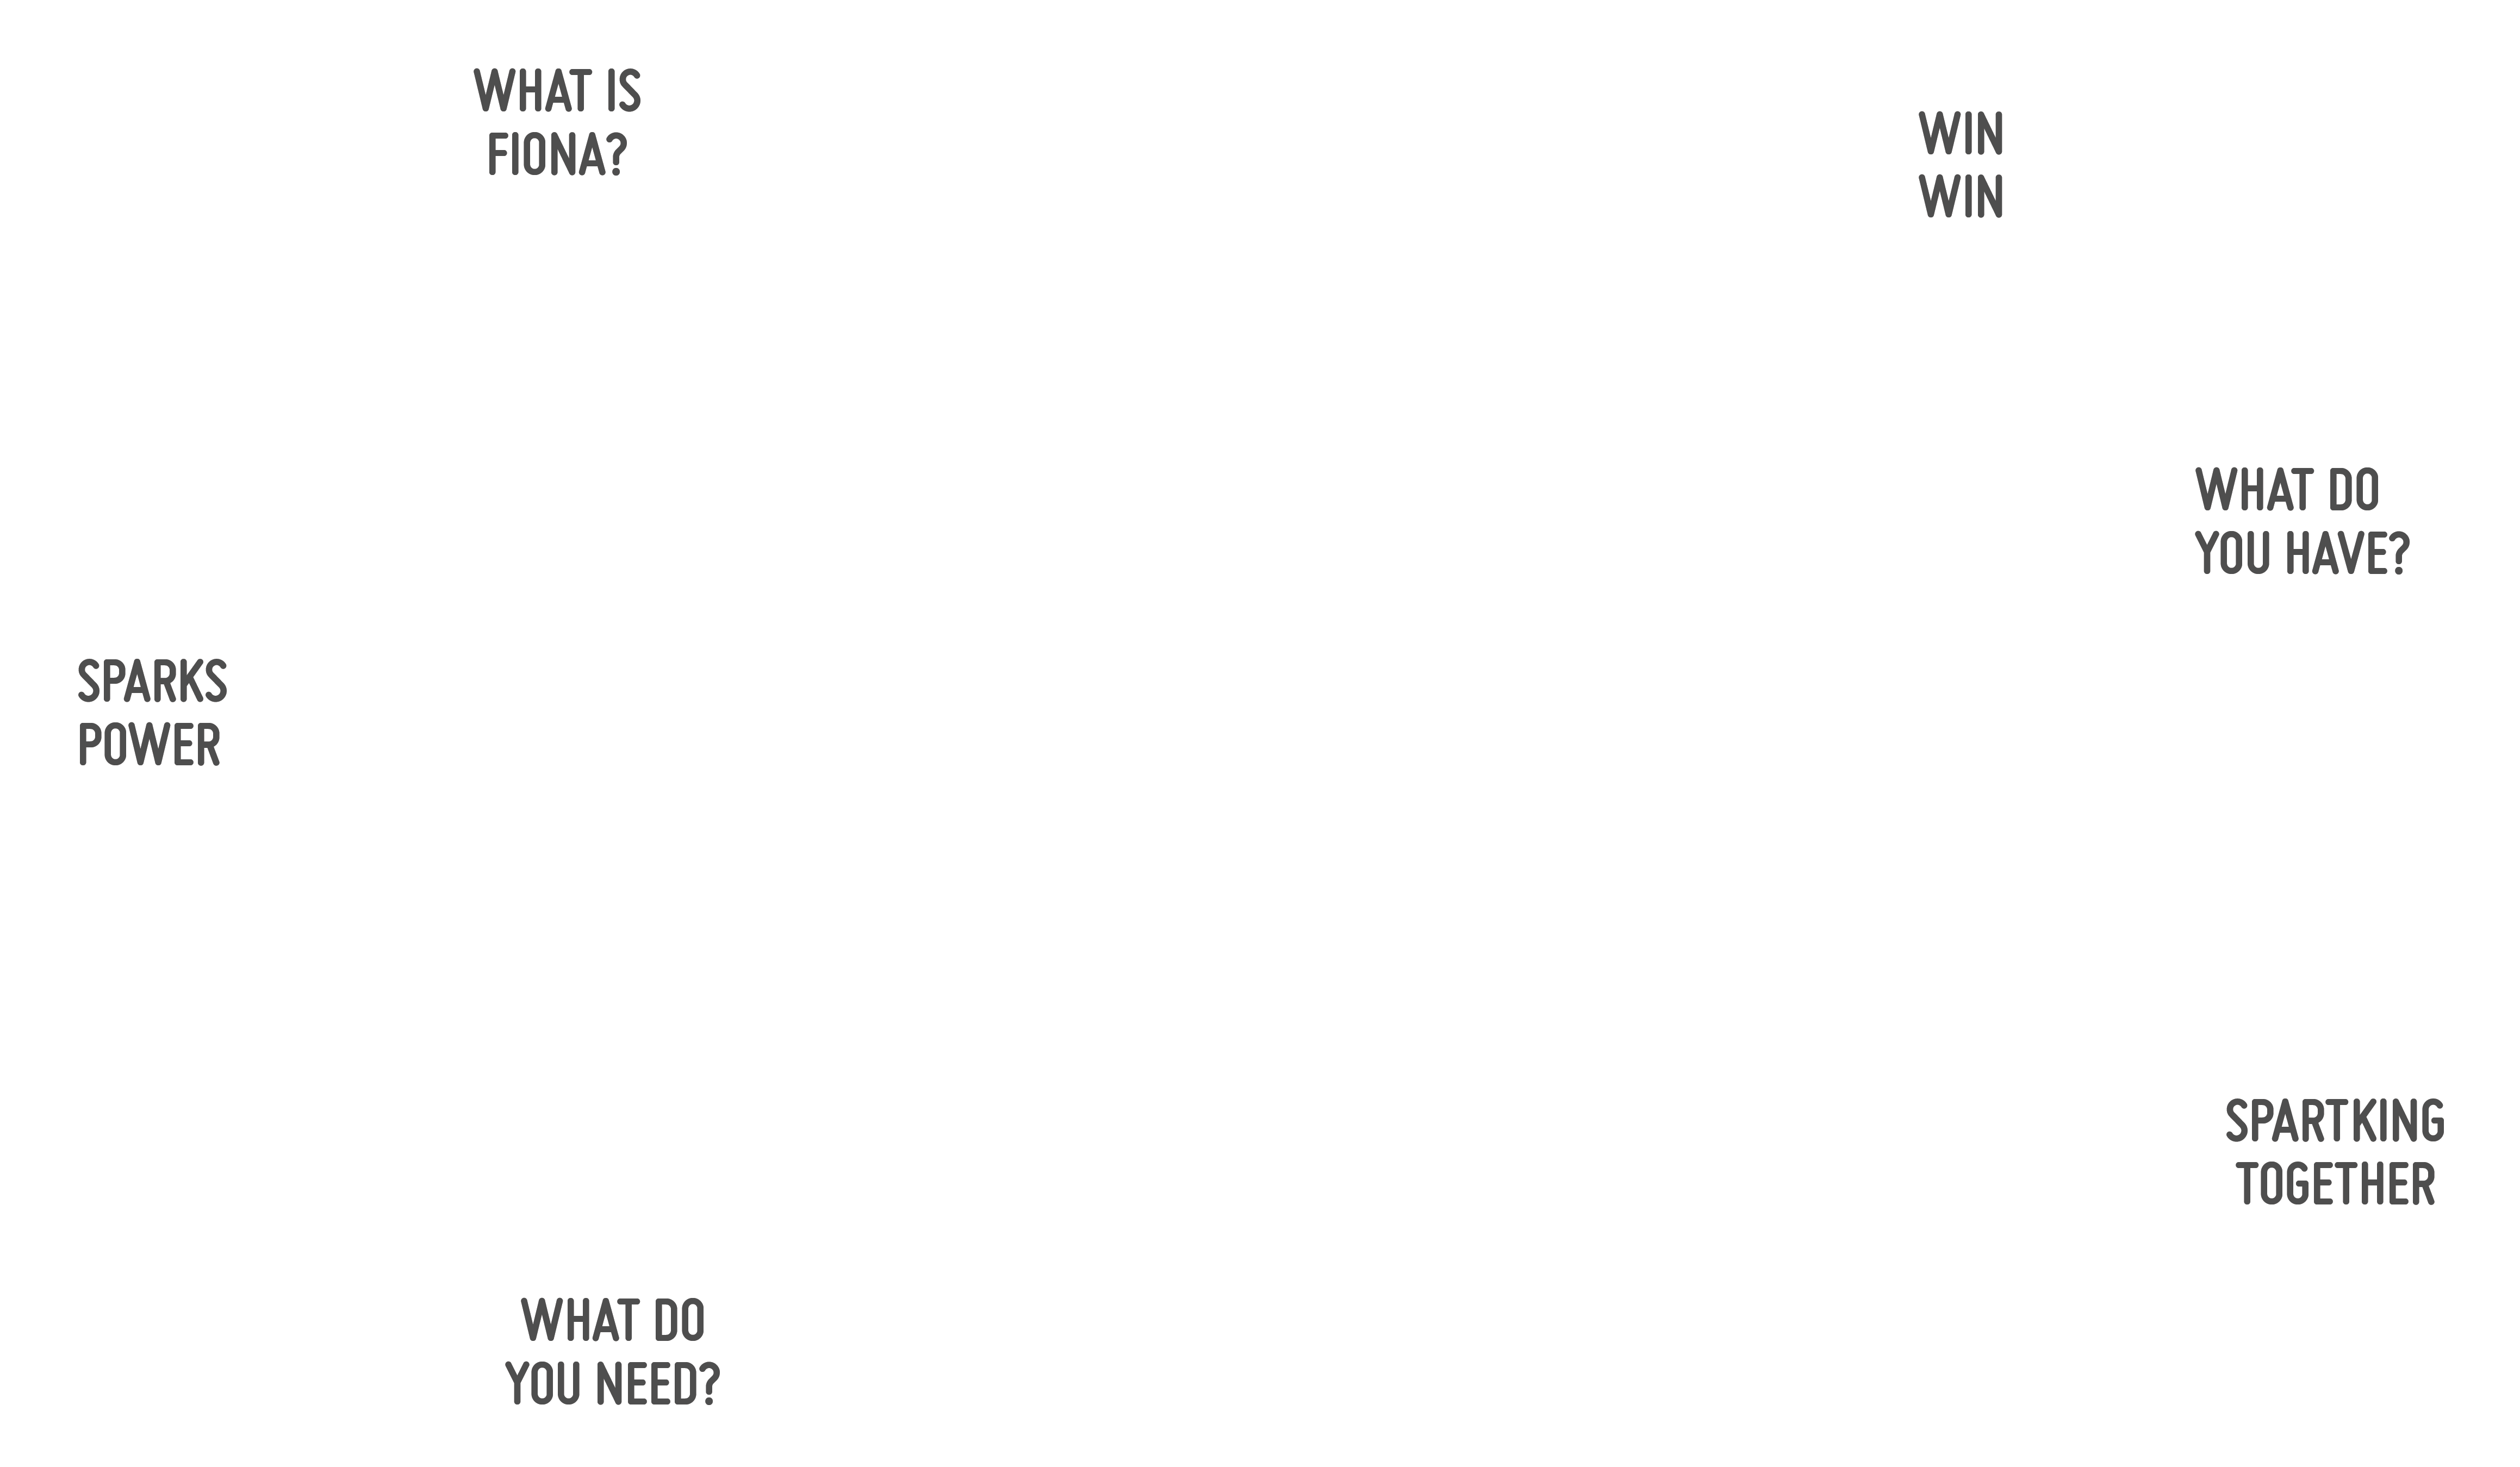 WHAT IS
FIONA?
WIN
WIN
WHAT DO
YOU HAVE?
SPARKS
POWER
SPARTKING
TOGETHER
WHAT DO
YOU NEED?